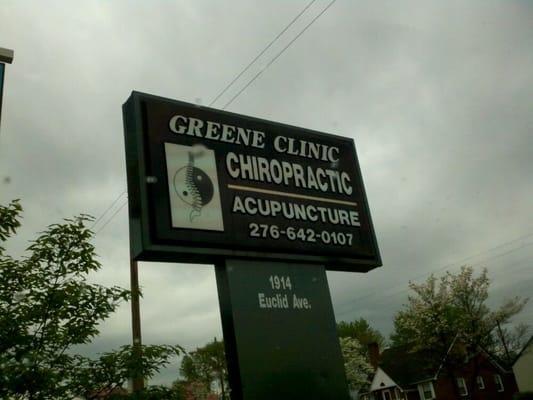 GREENE CLINIC
CHIROPRACTIC
ACUPUNCTURE
276-642-0107
1914
Euclid Ave.